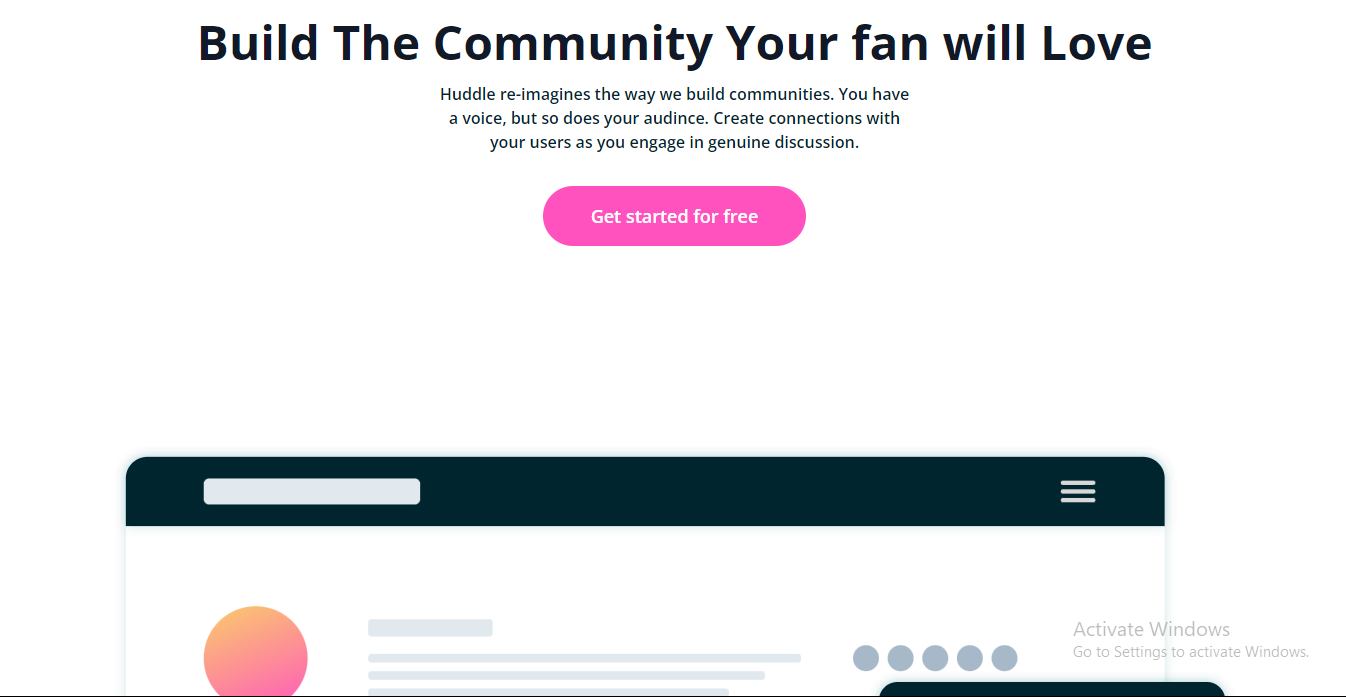 Build The Community Your fan will Love
Huddle re-imagines the way we build communities. You have
a voice, but so does your audince. Create connections with
your users as you engage in genuine discussion.
Get started for free
Activate Windows
Go to Settings to activate Windows.